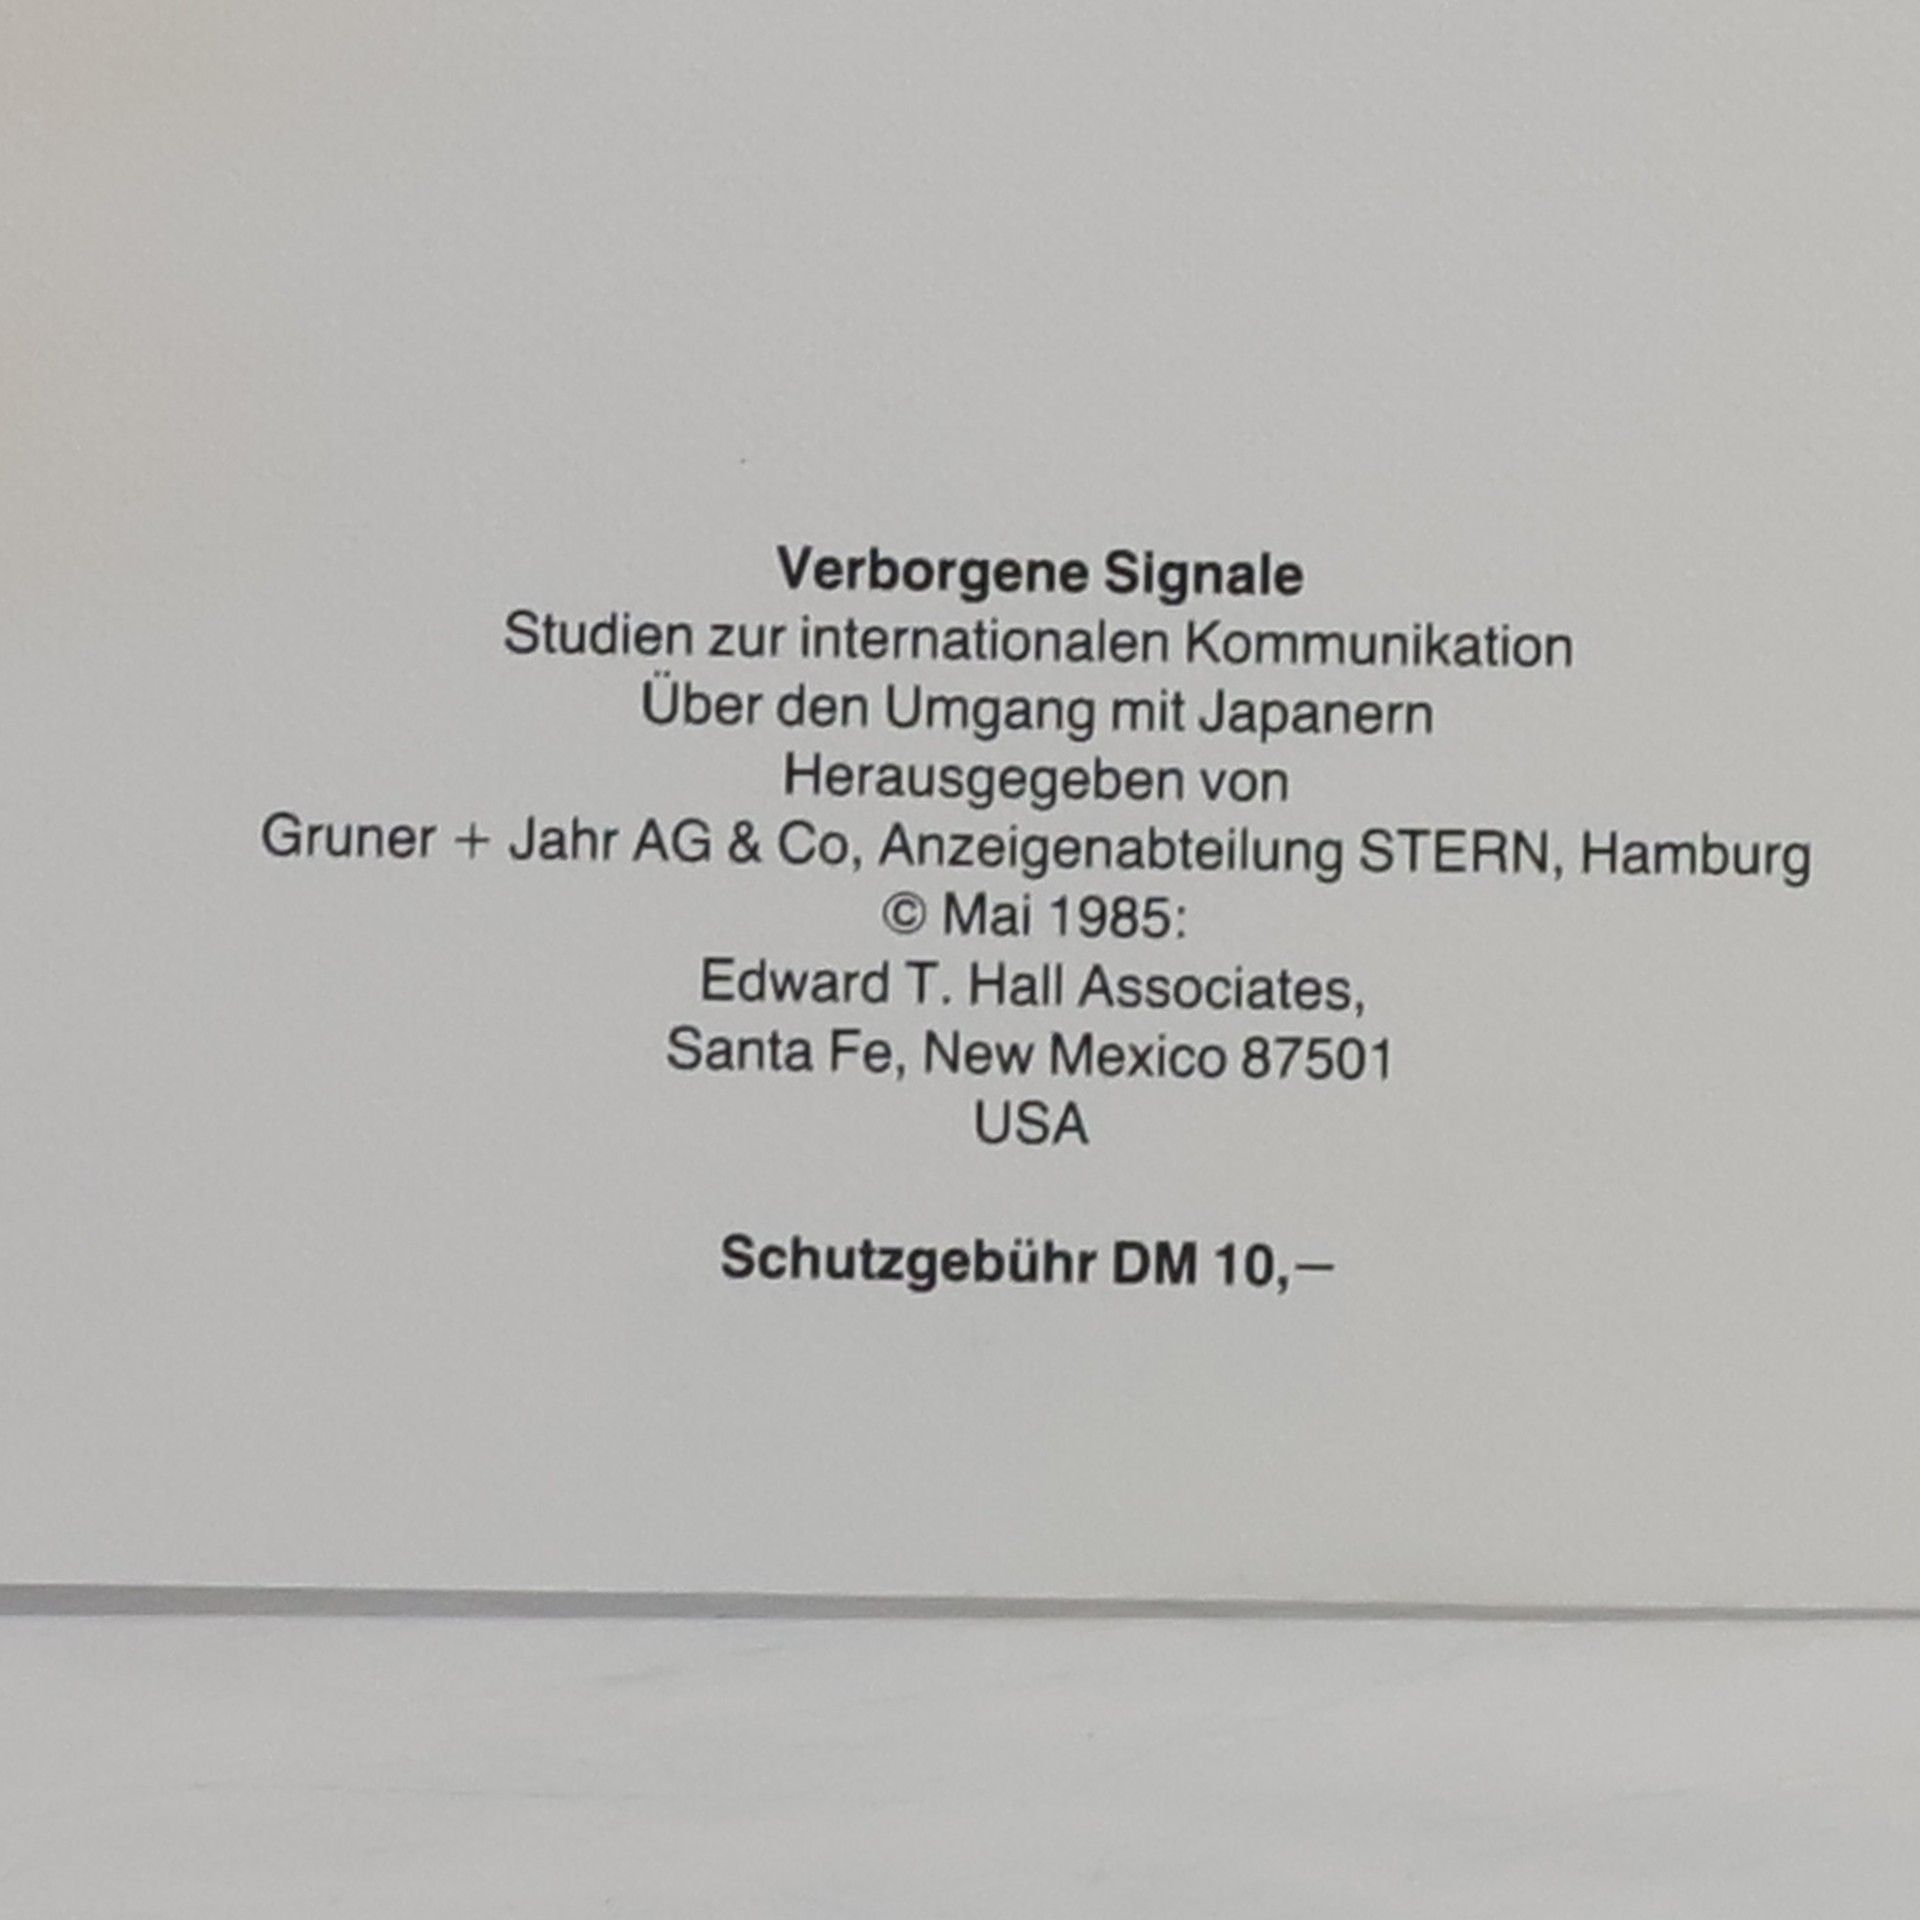 Verborgene Signale
Studien zur internationalen Kommunikation
Über den Umgang mit Japanern
Herausgegeben von
Gruner + Jahr AG & Co, Anzeigenabteilung STERN, Hamburg
© Mai 1985:
Edward T. Hall Associates,
Santa Fe, New Mexico 87501
USA
Schutzgebühr DM 10,—